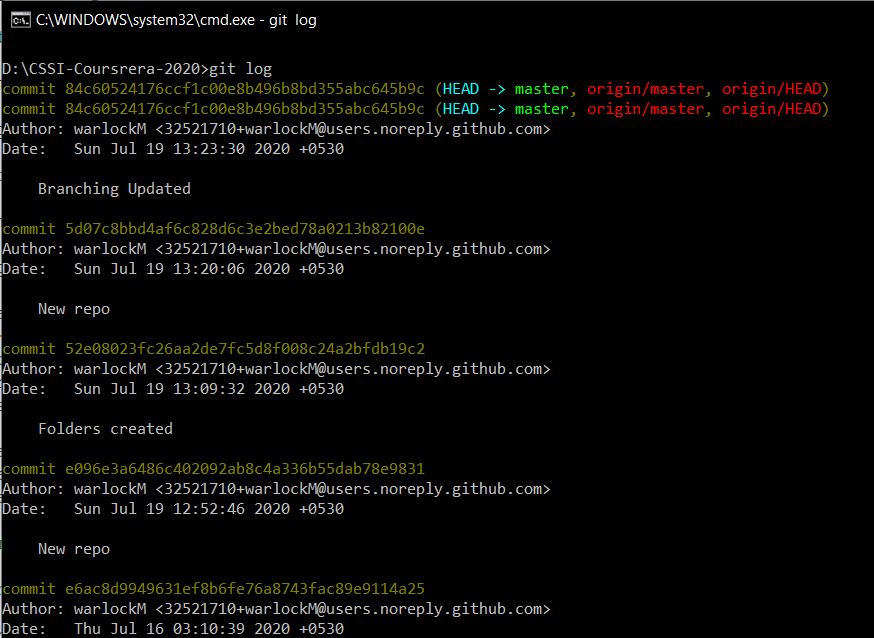 C:\WINDOWS\system32\cmd.exe - git  log
D:\CSSI-Coursrera-2020>git log
commit 84c60524176ccf1c00e8b496b8bd355abc645b9c (HEAD -> master, origin/master, origin/HEAD)
commit 84c60524176ccf1c00e8b496b8bd355abc645b9c (HEAD -> master, origin/master, origin/HEAD)
Author: warlockM <32521710+warlockM@users.noreply.github.com>
Date:   Sun Jul 19 13:23:30 2020 +0530
Branching Updated
commit 5d07c8bbd4af6c828d6c3e2bed78a0213b82100e
Author: warlockM <32521710+warlockM@users.noreply.github.com>
Date:   Sun Jul 19 13:20:06 2020 +0530
New repo
commit 52e08023fc26aa2de7fc5d8f008c24a2bfdb19c2
Author: warlockM <32521710+warlockM@users.noreply.github.com>
Date:   Sun Jul 19 13:09:32 2020 +0530
Folders created
commit e096e3a6486c402092ab8c4a336b55dab78e9831
Author: warlockM <32521710+warlockM@users.noreply.github.com>
Date:   Sun Jul 19 12:52:46 2020 +0530
New repo
commit e6ac8d9949631ef8b6fe76a8743fac89e9114a25
Author: warlockM <32521710+warlockM@users.noreply.github.com>
Date:   Thu Jul 16 03:10:39 2020 +0530